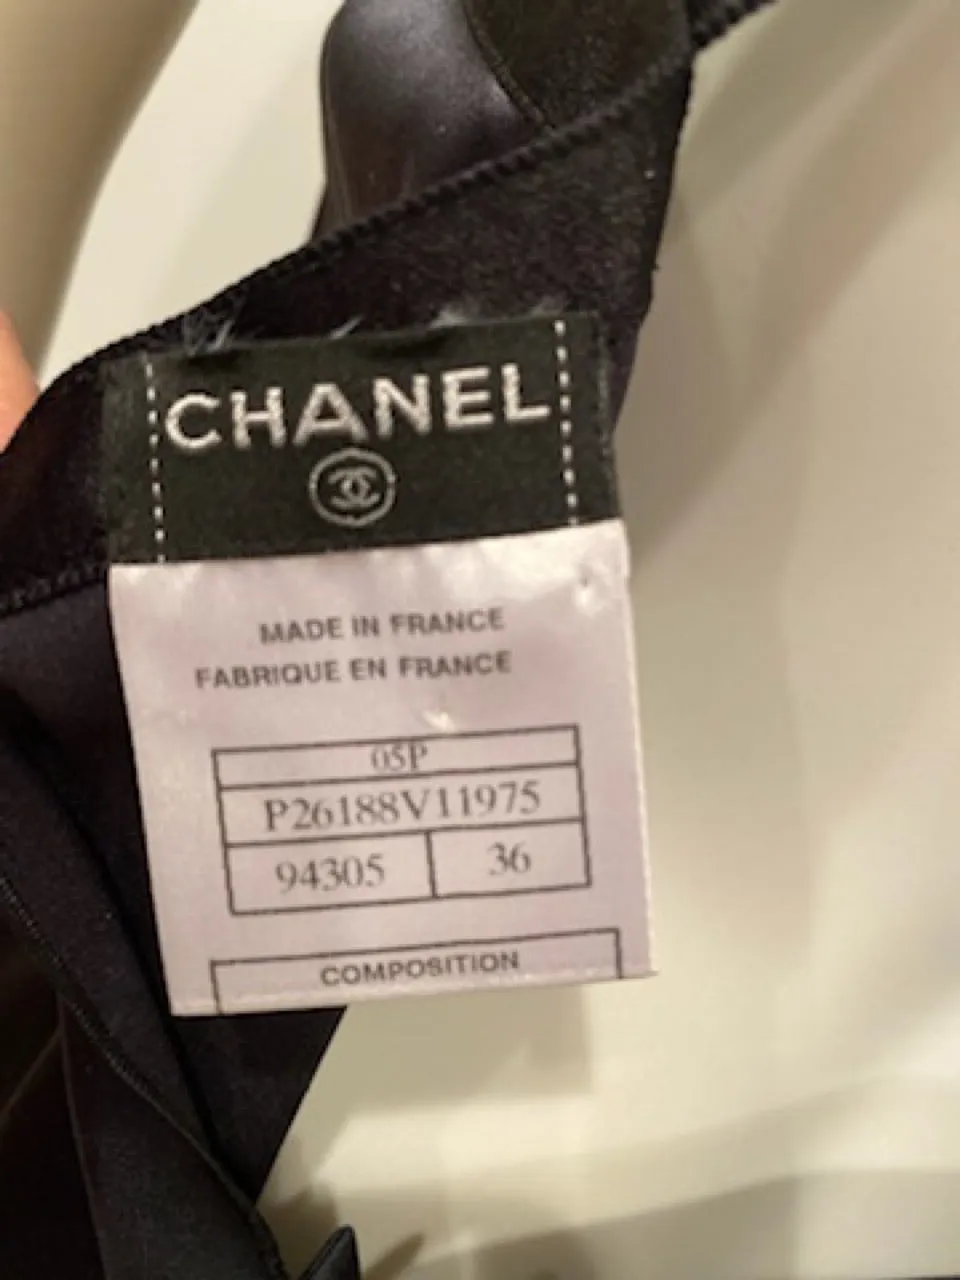 CHANEL
MADE IN FRANCE
FABRIQUE EN FRANCE
05P
P26188V11975
94305 36
COMPOSITION